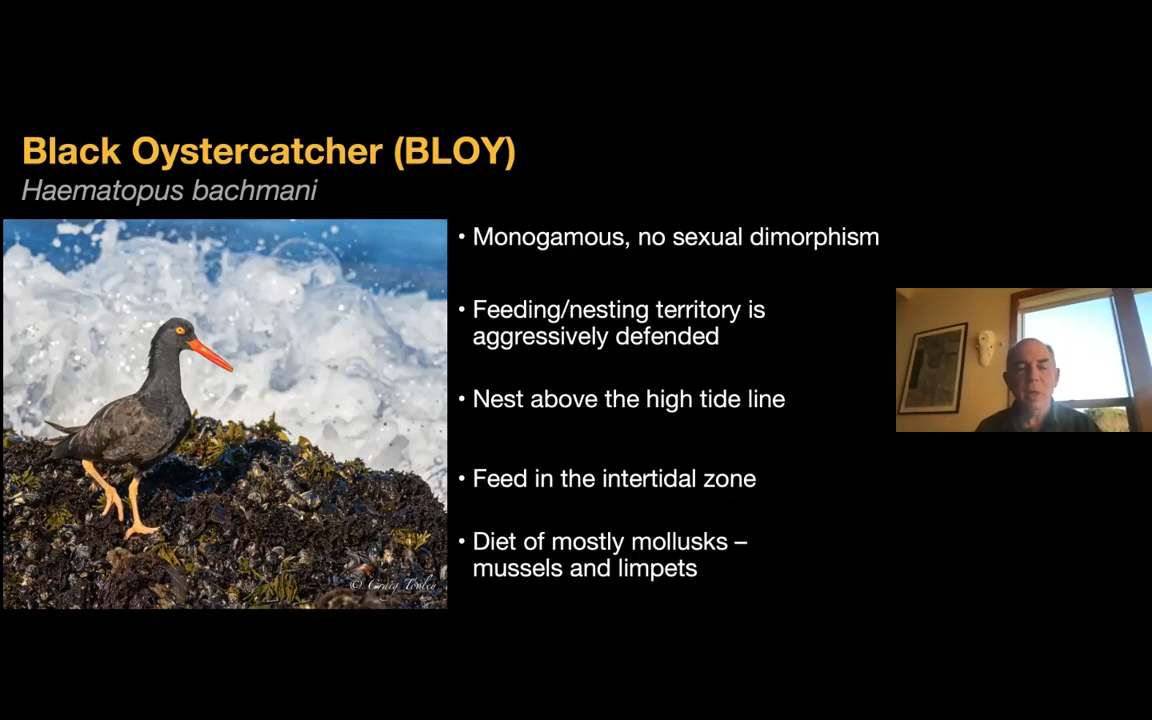 Black Oystercatcher (BLOY)
Haematopus bachmani
• Monogamous, no sexual dimorphism
• Feeding/nesting territory is
aggressively defended
• Nest above the high tide line
• Feed in the intertidal zone
• Diet of mostly mollusks –
mussels and limpets
© Craig Tooley